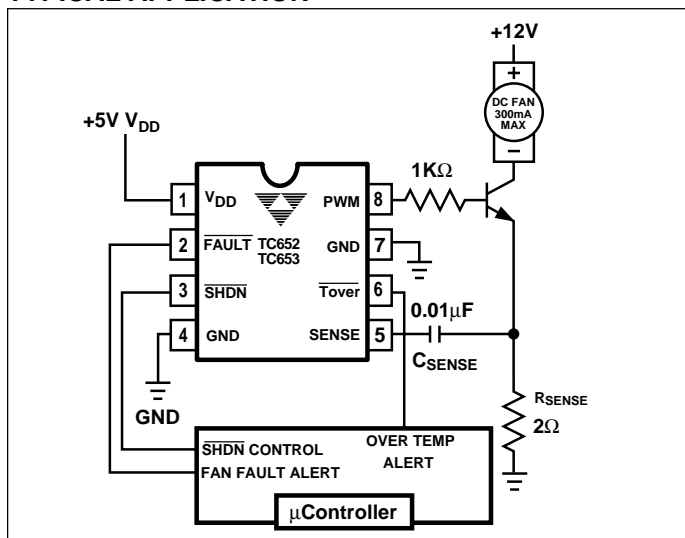 +12V
+
DC FAN
300mA
MAX
−
+5V VDD
1KΩ
1
VDD
PWM
8
2
FAULT
TC652
TC653
GND
7
3
SHDN
Tover
6
4
GND
SENSE
5
0.01µF
CSENSE
GND
RSENSE
2Ω
SHDN CONTROL
OVER TEMP
ALERT
FAN FAULT ALERT
µController